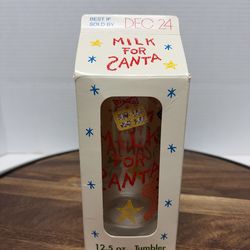 BEST IF
SOLD BY DEC 24
MILK
FOR
SANTA
MILK
FOR
SANTA
12.5 oz. Tumbler